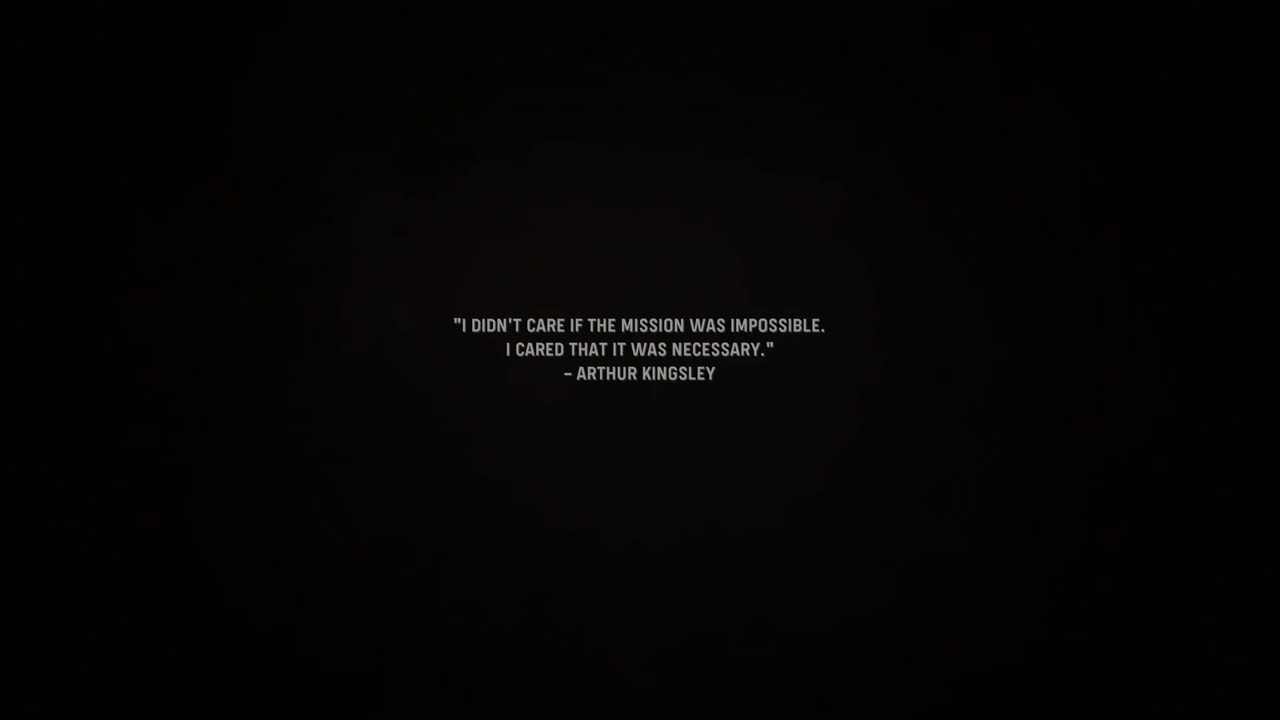 "I DIDN'T CARE IF THE MISSION WAS IMPOSSIBLE.
I CARED THAT IT WAS NECESSARY."
– ARTHUR KINGSLEY